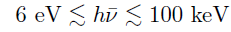 6 eV ≲ hν̄ ≲ 100 keV